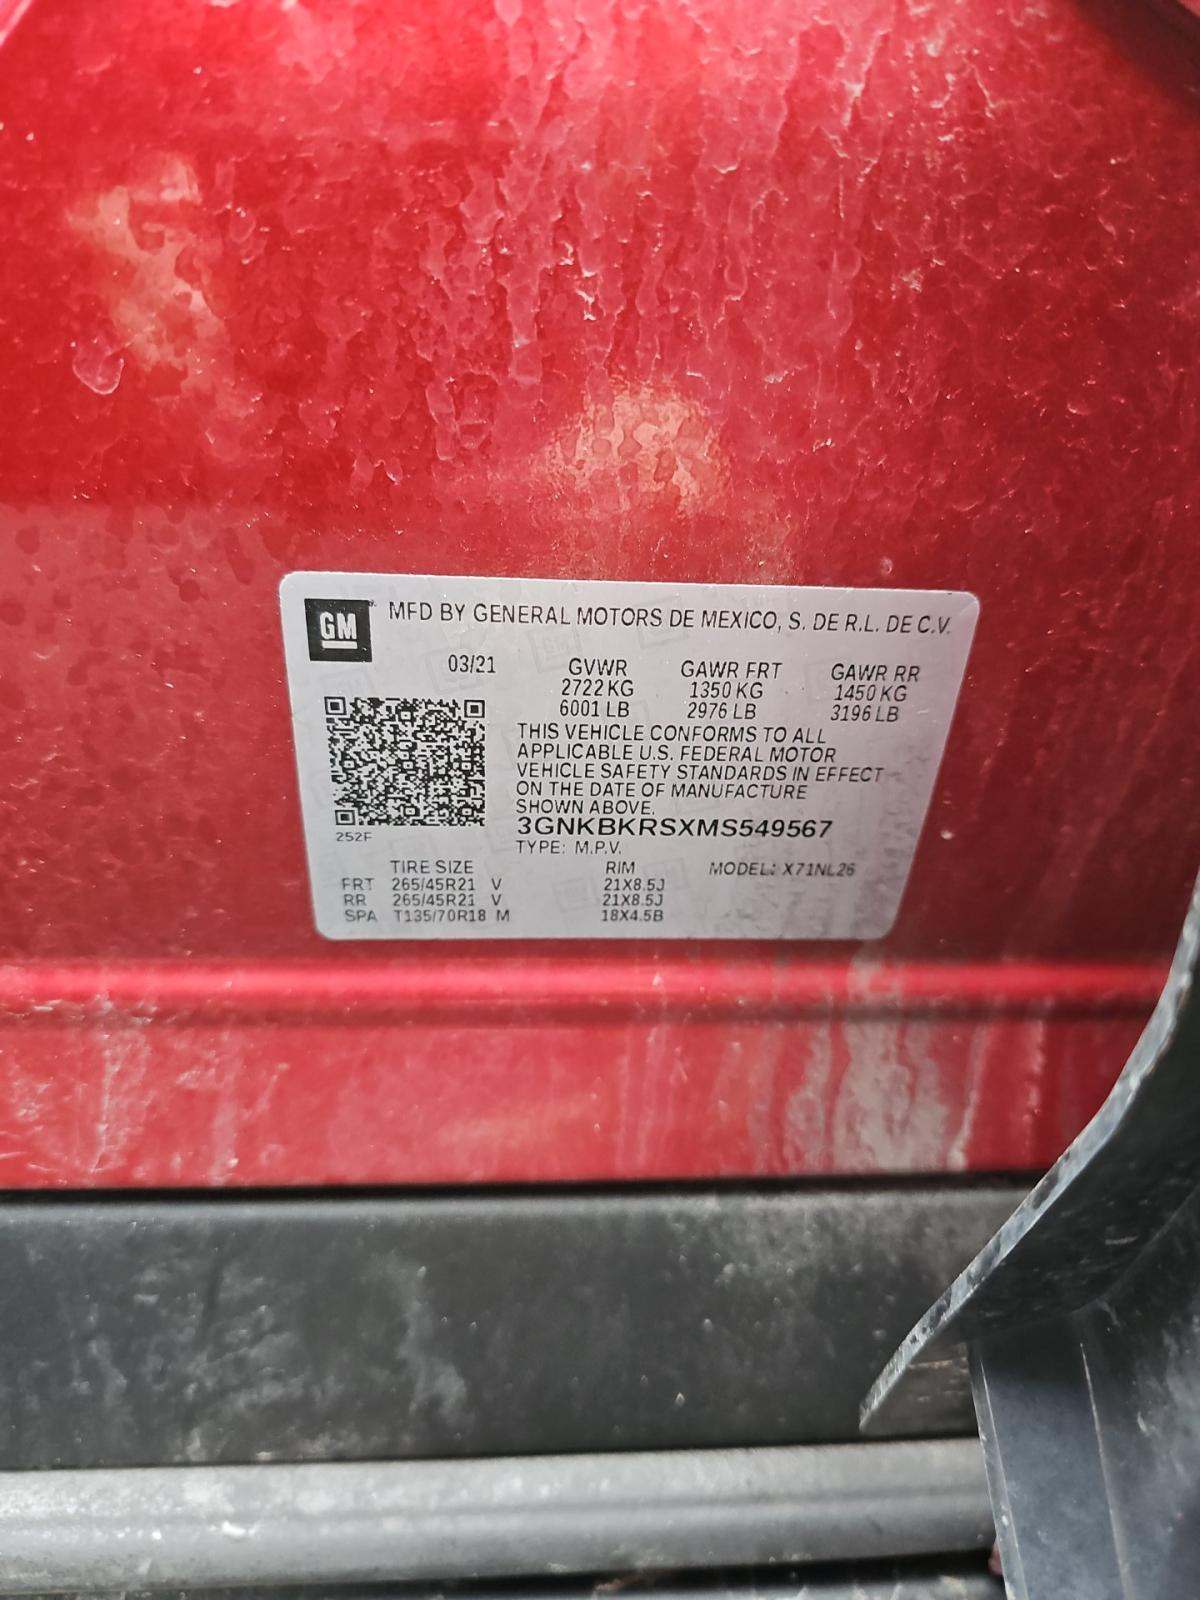 GM MFD BY GENERAL MOTORS DE MEXICO, S. DE R.L. DE C.V.
03/21 GVWR GAWR FRT GAWR RR
2722 KG 1350 KG 1450 KG
6001 LB 2976 LB 3196 LB
THIS VEHICLE CONFORMS TO ALL
APPLICABLE U.S. FEDERAL MOTOR
VEHICLE SAFETY STANDARDS IN EFFECT
ON THE DATE OF MANUFACTURE
SHOWN ABOVE.
3GNKBKRSXMS549567
252F
TYPE: M.P.V.
TIRE SIZE RIM MODEL: X71NL26
FRT 265/45R21 V 21X8.5J
RR 265/45R21 V 21X8.5J
SPA T135/70R18 M 18X4.5B